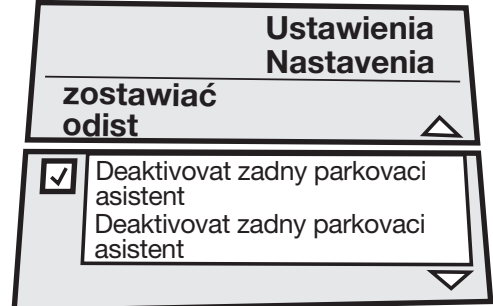 Ustawienia
Nastavenia
zostawiać
odist
Deaktivovat zadny parkovaci
asistent
Deaktivovat zadny parkovaci
asistent